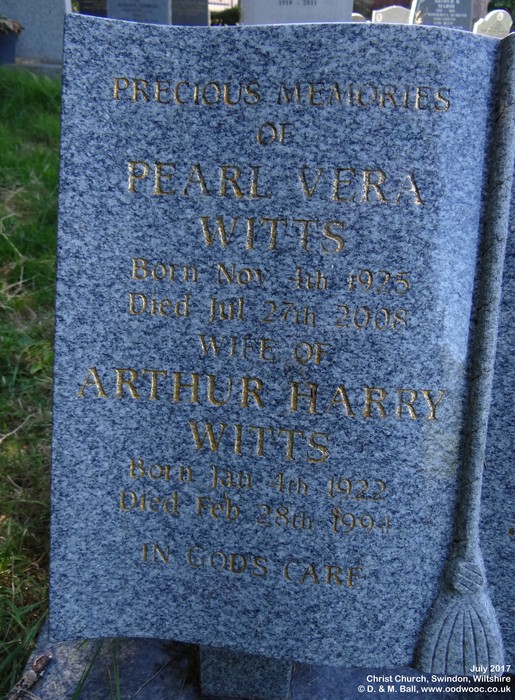 PRECIOUS MEMORIES
OF
PEARL VERA
WITTS
Born Nov 4th 1925
Died Jul 27th 2008
WIFE OF
ARTHUR HARRY
WITTS
Born Jan 4th 1922
Died Feb 28th 1994
IN GOD'S CARE
July 2017
Christ Church, Swindon, Wiltshire
© D. & M. Ball, www.oodwooc.co.uk